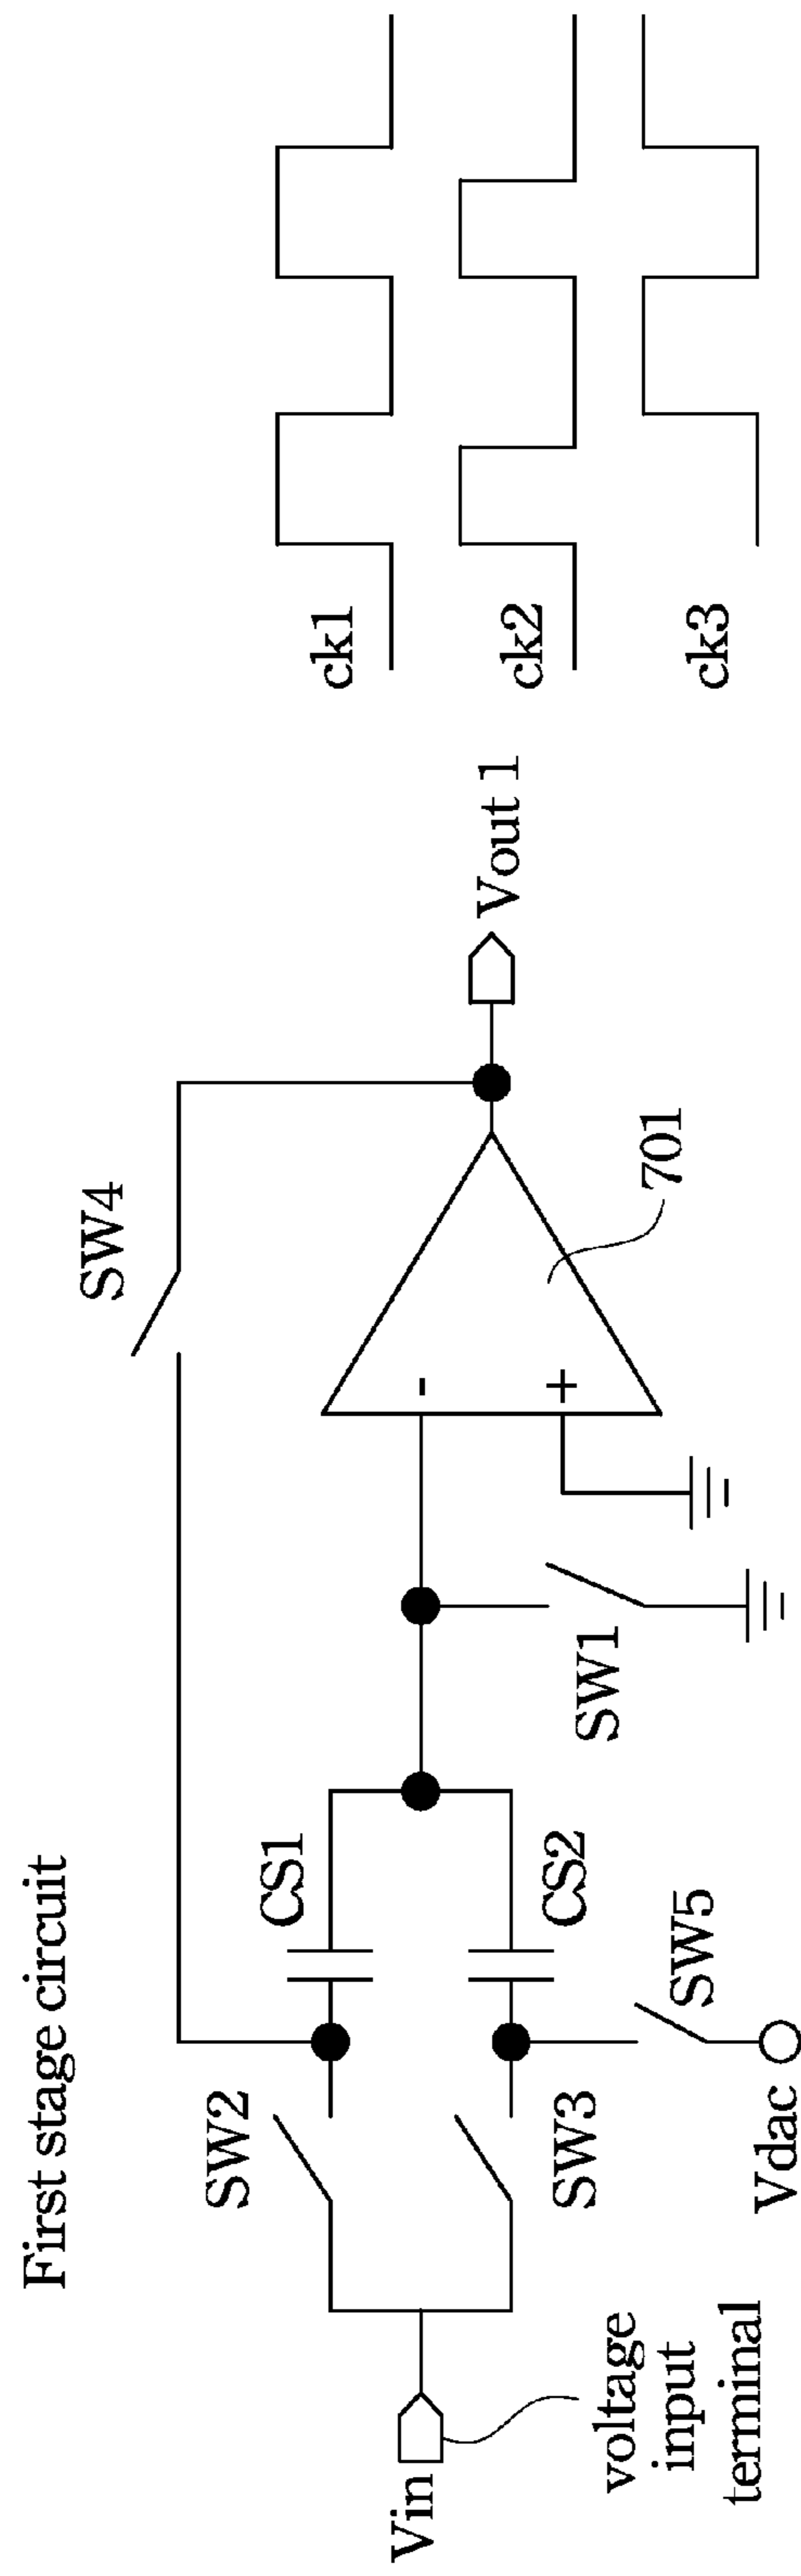 First stage circuit
SW4
SW2
CS1
Vin
voltage
input
terminal
SW3
CS2
SW5
Vdac
SW1
-
+
701
Vout 1
ck1
ck2
ck3